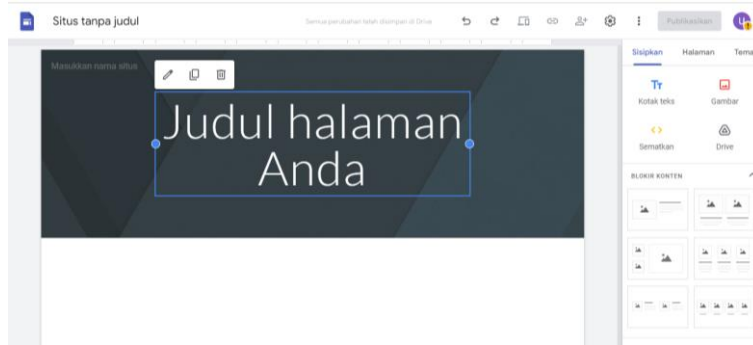 Situs tanpa judul
Semua perubahan telah disimpan di Drive
Publikasikan
Masukkan nama situs
Judul halaman
Anda
Sisipkan Halaman Tema
Kotak teks Gambar
Sematkan Drive
BLOKIR KONTEN